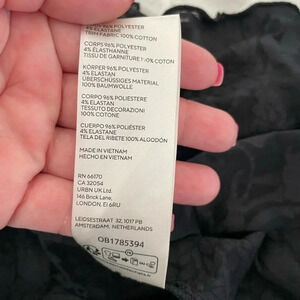 BODY 96% POLYESTER
4% ELASTANE
TRIM FABRIC 100% COTTON
CORPS 96% POLYESTER
4% ÉLASTHANNE
TISSU DE GARNITURE 100% COTON
KÖRPER 96% POLYESTER
4% ELASTAN
ÜBERSCHÜSSIGES MATERIAL
100% BAUMWOLLE
CORPO 96% POLIESTERE
4% ELASTAN
TESSUTO DECORAZIONI
100% COTONE
CUERPO 96% POLIÉSTER
4% ELASTAN
TELA DEL RIBETE 100% ALGODÓN
MADE IN VIETNAM
HECHO EN VIETNAM
RN 66170
CA 32054
URBN UK Ltd.
146 Brick Lane,
LONDON. E1 6RU
LEIDSESTRAAT 32, 1017 PB
AMSTERDAM, NETHERLANDS
OB1785394